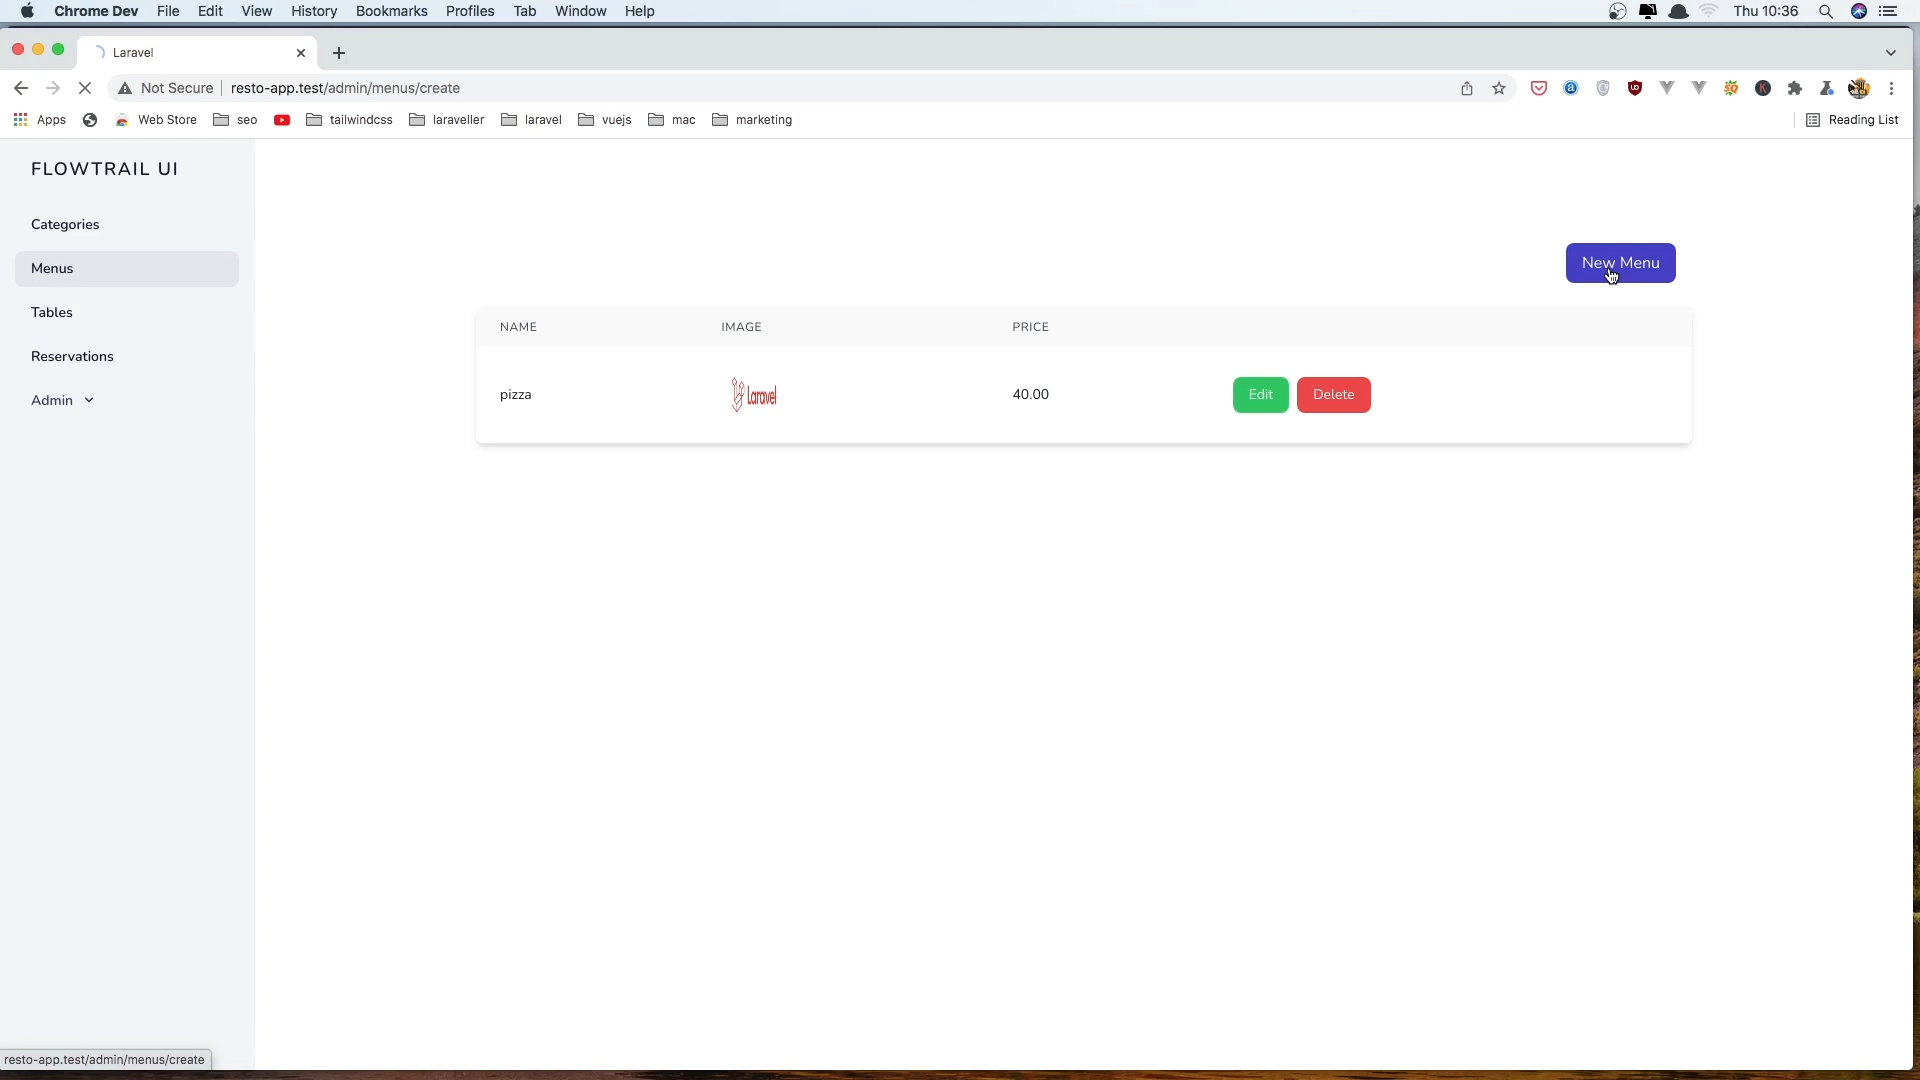 Chrome Dev File Edit View History Bookmarks Profiles Tab Window Help Thu 10:36
Laravel
Not Secure resto-app.test/admin/menus/create
Apps Web Store seo tailwindcss laraveller laravel vuejs mac marketing Reading List
FLOWTRAIL UI
Categories
Menus
Tables
Reservations
Admin
New Menu
NAME IMAGE PRICE
pizza Laravel 40.00 Edit Delete
resto-app.test/admin/menus/create